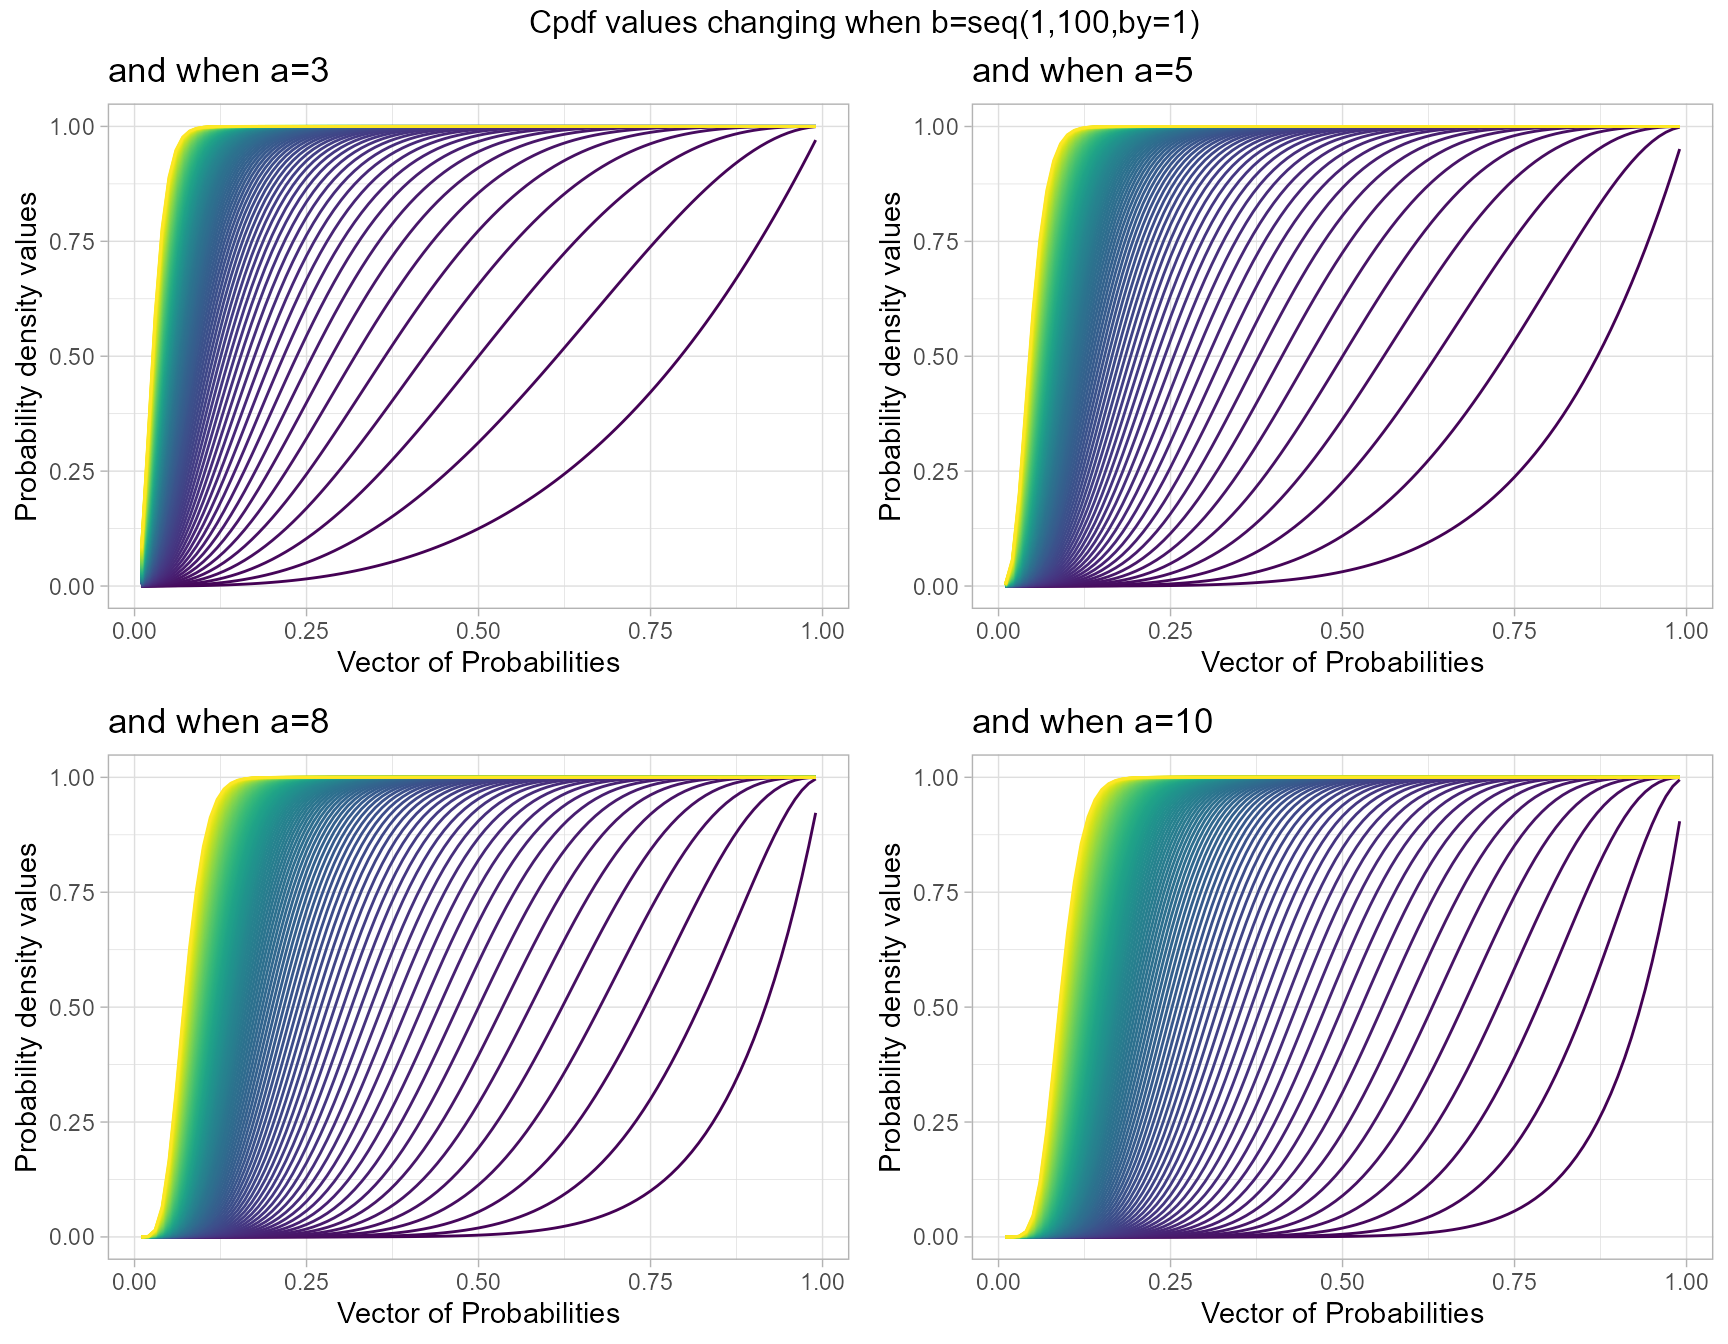 Cpdf values changing when b=seq(1,100,by=1)
and when a=3
Probability density values
1.00
0.75
0.50
0.25
0.00
0.00 0.25 0.50 0.75 1.00
Vector of Probabilities
and when a=5
Probability density values
1.00
0.75
0.50
0.25
0.00
0.00 0.25 0.50 0.75 1.00
Vector of Probabilities
and when a=8
Probability density values
1.00
0.75
0.50
0.25
0.00
0.00 0.25 0.50 0.75 1.00
Vector of Probabilities
and when a=10
Probability density values
1.00
0.75
0.50
0.25
0.00
0.00 0.25 0.50 0.75 1.00
Vector of Probabilities